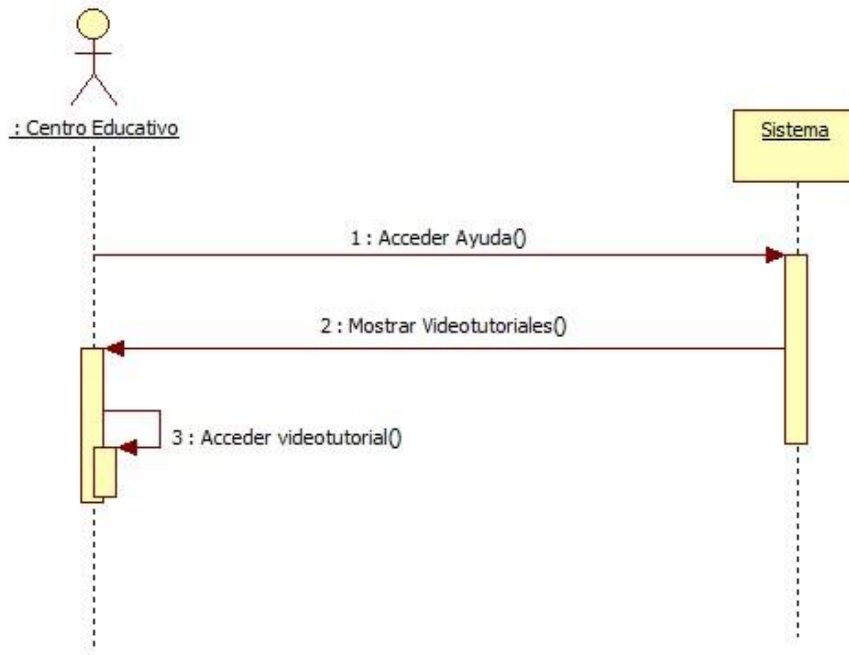 : Centro Educativo
Sistema
1 : Acceder Ayuda()
2 : Mostrar Videotutoriales()
3 : Acceder videotutorial()